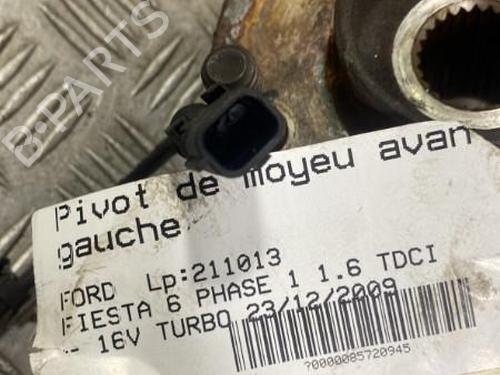 B-PARTS
Pivot de moyeu avan
gauche
FORD Lp:211013
FIESTA 6 PHASE 1 1.6 TDCI
-- 16V TURBO 23/12/2009
?0000085720945